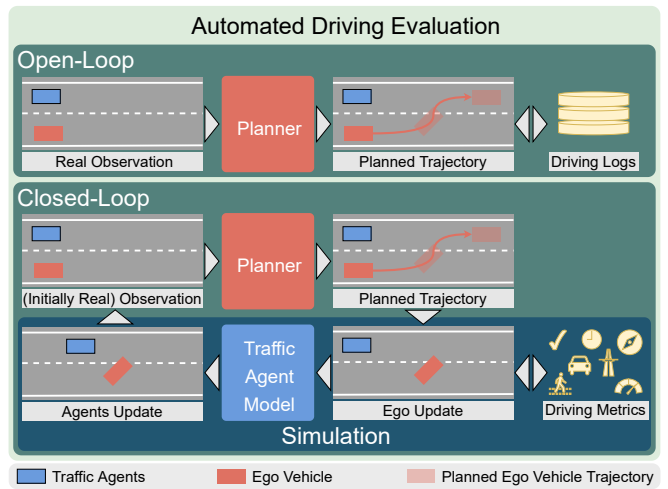 Automated Driving Evaluation
Open-Loop
Planner
Real Observation
Planned Trajectory
Driving Logs
Closed-Loop
Planner
(Initially Real) Observation
Planned Trajectory
Traffic
Agent
Model
Agents Update
Ego Update
Driving Metrics
Simulation
Traffic Agents
Ego Vehicle
Planned Ego Vehicle Trajectory